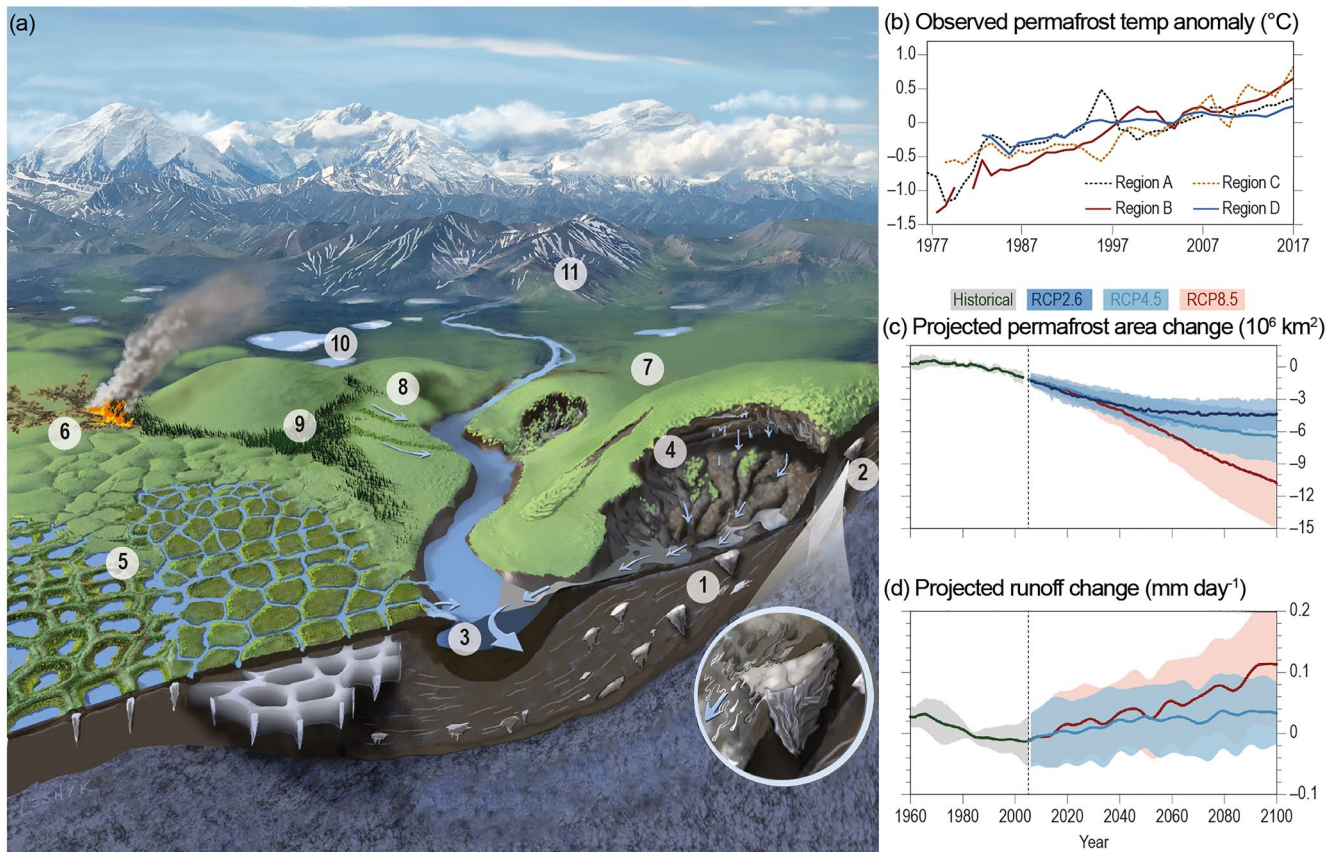 (a)
11
10
7
8
9
6
4
2
5
1
3
LESHYK
(b) Observed permafrost temp anomaly (°C)
1.0
0.5
0
−0.5
−1.0
−1.5
Region A
Region C
Region B
Region D
1977
1987
1997
2007
2017
Historical
RCP2.6
RCP4.5
RCP8.5
(c) Projected permafrost area change (10⁶ km²)
0
−3
−6
−9
−12
−15
(d) Projected runoff change (mm day⁻¹)
0.2
0.1
0
−0.1
1960
1980
2000
2020
2040
2060
2080
2100
Year